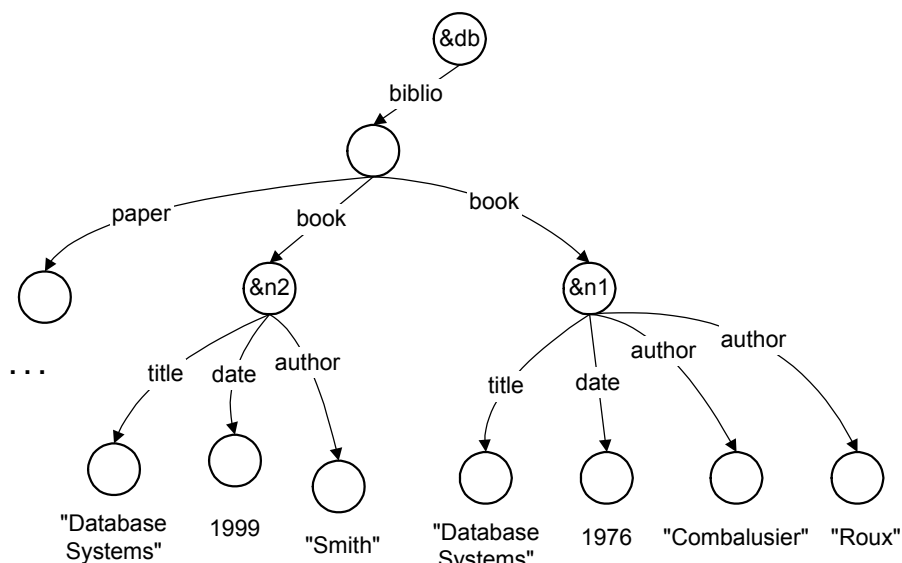 &db
biblio
paper
book
book
&n2
&n1
. . .
title
date
author
title
date
author
author
"Database
Systems"
1999
"Smith"
"Database
Systems"
1976
"Combalusier"
"Roux"